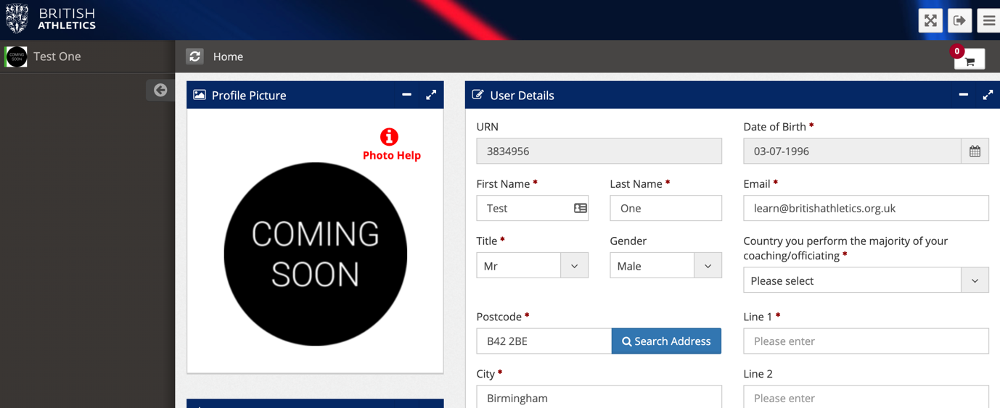 BRITISH
ATHLETICS
COMING
SOON
Test One
Home
0
Profile Picture
Photo Help
COMING
SOON
User Details
URN
Date of Birth *
3834956
03-07-1996
First Name *
Last Name *
Email *
Test
One
learn@britishathletics.org.uk
Title *
Gender
Country you perform the majority of your
coaching/officiating *
Mr
Male
Please select
Postcode *
Line 1 *
B42 2BE
Search Address
Please enter
City *
Line 2
Birmingham
Please enter